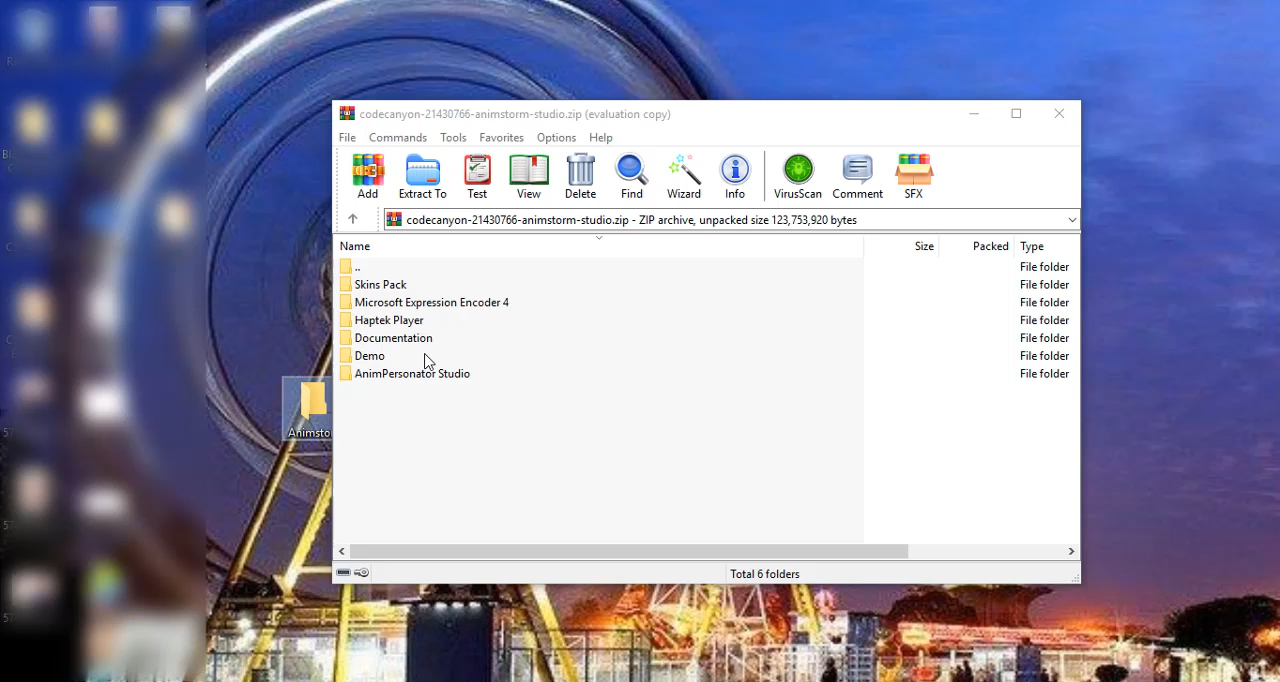 codecanyon-21430766-animstorm-studio.zip (evaluation copy)
File Commands Tools Favorites Options Help
Add Extract To Test View Delete Find Wizard Info VirusScan Comment SFX
codecanyon-21430766-animstorm-studio.zip - ZIP archive, unpacked size 123,753,920 bytes
Name Size Packed Type
.. File folder
Skins Pack File folder
Microsoft Expression Encoder 4 File folder
Haptek Player File folder
Documentation File folder
Demo File folder
AnimPersonator Studio File folder
Animsto
Total 6 folders